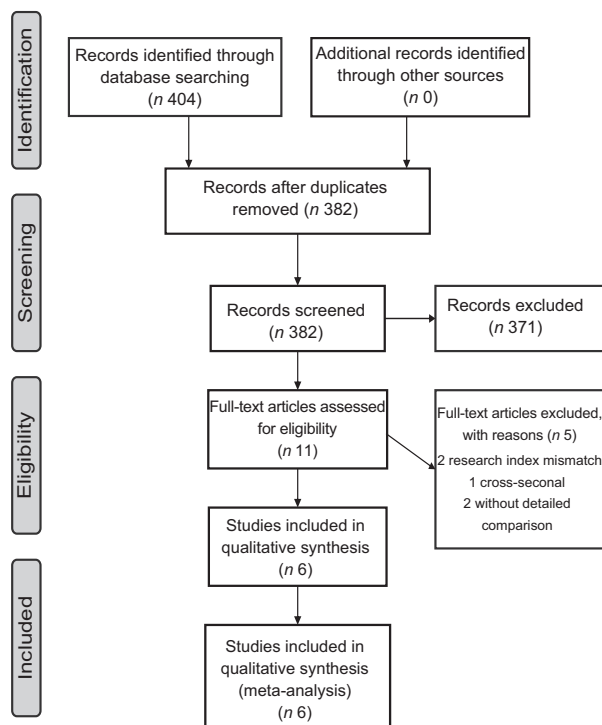 Identification
Records identified through
database searching
(n 404)
Additional records identified
through other sources
(n 0)
Records after duplicates
removed (n 382)
Screening
Records screened
(n 382)
Records excluded
(n 371)
Eligibility
Full-text articles assessed
for eligibility
(n 11)
Full-text articles excluded,
with reasons (n 5)
2 research index mismatch
1 cross-seconal
2 without detailed
comparison
Studies included in
qualitative synthesis
(n 6)
Included
Studies included in
qualitative synthesis
(meta-analysis)
(n 6)